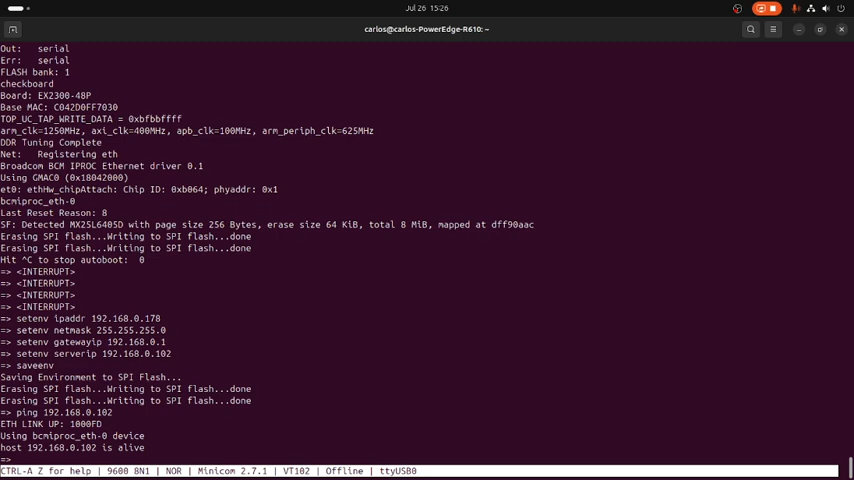 Jul 26 15:26
carlos@carlos-PowerEdge-R610: ~
Out: serial
Err: serial
FLASH bank: 1
checkboard
Board: EX2300-48P
Base MAC: C042D0FF7030
TOP_UC_TAP_WRITE_DATA = 0xbfbbffff
arm_clk=1250MHz, axi_clk=400MHz, apb_clk=100MHz, arm_periph_clk=625MHz
DDR Tuning Complete
Net: Registering eth
Broadcom BCM IPROC Ethernet driver 0.1
Using GMAC0 (0x18042000)
et0: ethHw_chipAttach: Chip ID: 0xb064; phyaddr: 0x1
bcmiproc_eth-0
Last Reset Reason: 8
SF: Detected MX25L6405D with page size 256 Bytes, erase size 64 KiB, total 8 MiB, mapped at dff90aac
Erasing SPI flash...Writing to SPI flash...done
Erasing SPI flash...Writing to SPI flash...done
Hit ^C to stop autoboot: 0
=> <INTERRUPT>
=> <INTERRUPT>
=> <INTERRUPT>
=> <INTERRUPT>
=> setenv ipaddr 192.168.0.178
=> setenv netmask 255.255.255.0
=> setenv gatewayip 192.168.0.1
=> setenv serverip 192.168.0.102
=> saveenv
Saving Environment to SPI Flash...
Erasing SPI flash...Writing to SPI flash...done
Erasing SPI flash...Writing to SPI flash...done
=> ping 192.168.0.102
ETH LINK UP: 1000FD
Using bcmiproc_eth-0 device
host 192.168.0.102 is alive
=>
CTRL-A Z for help | 9600 8N1 | NOR | Minicom 2.7.1 | VT102 | Offline | ttyUSB0